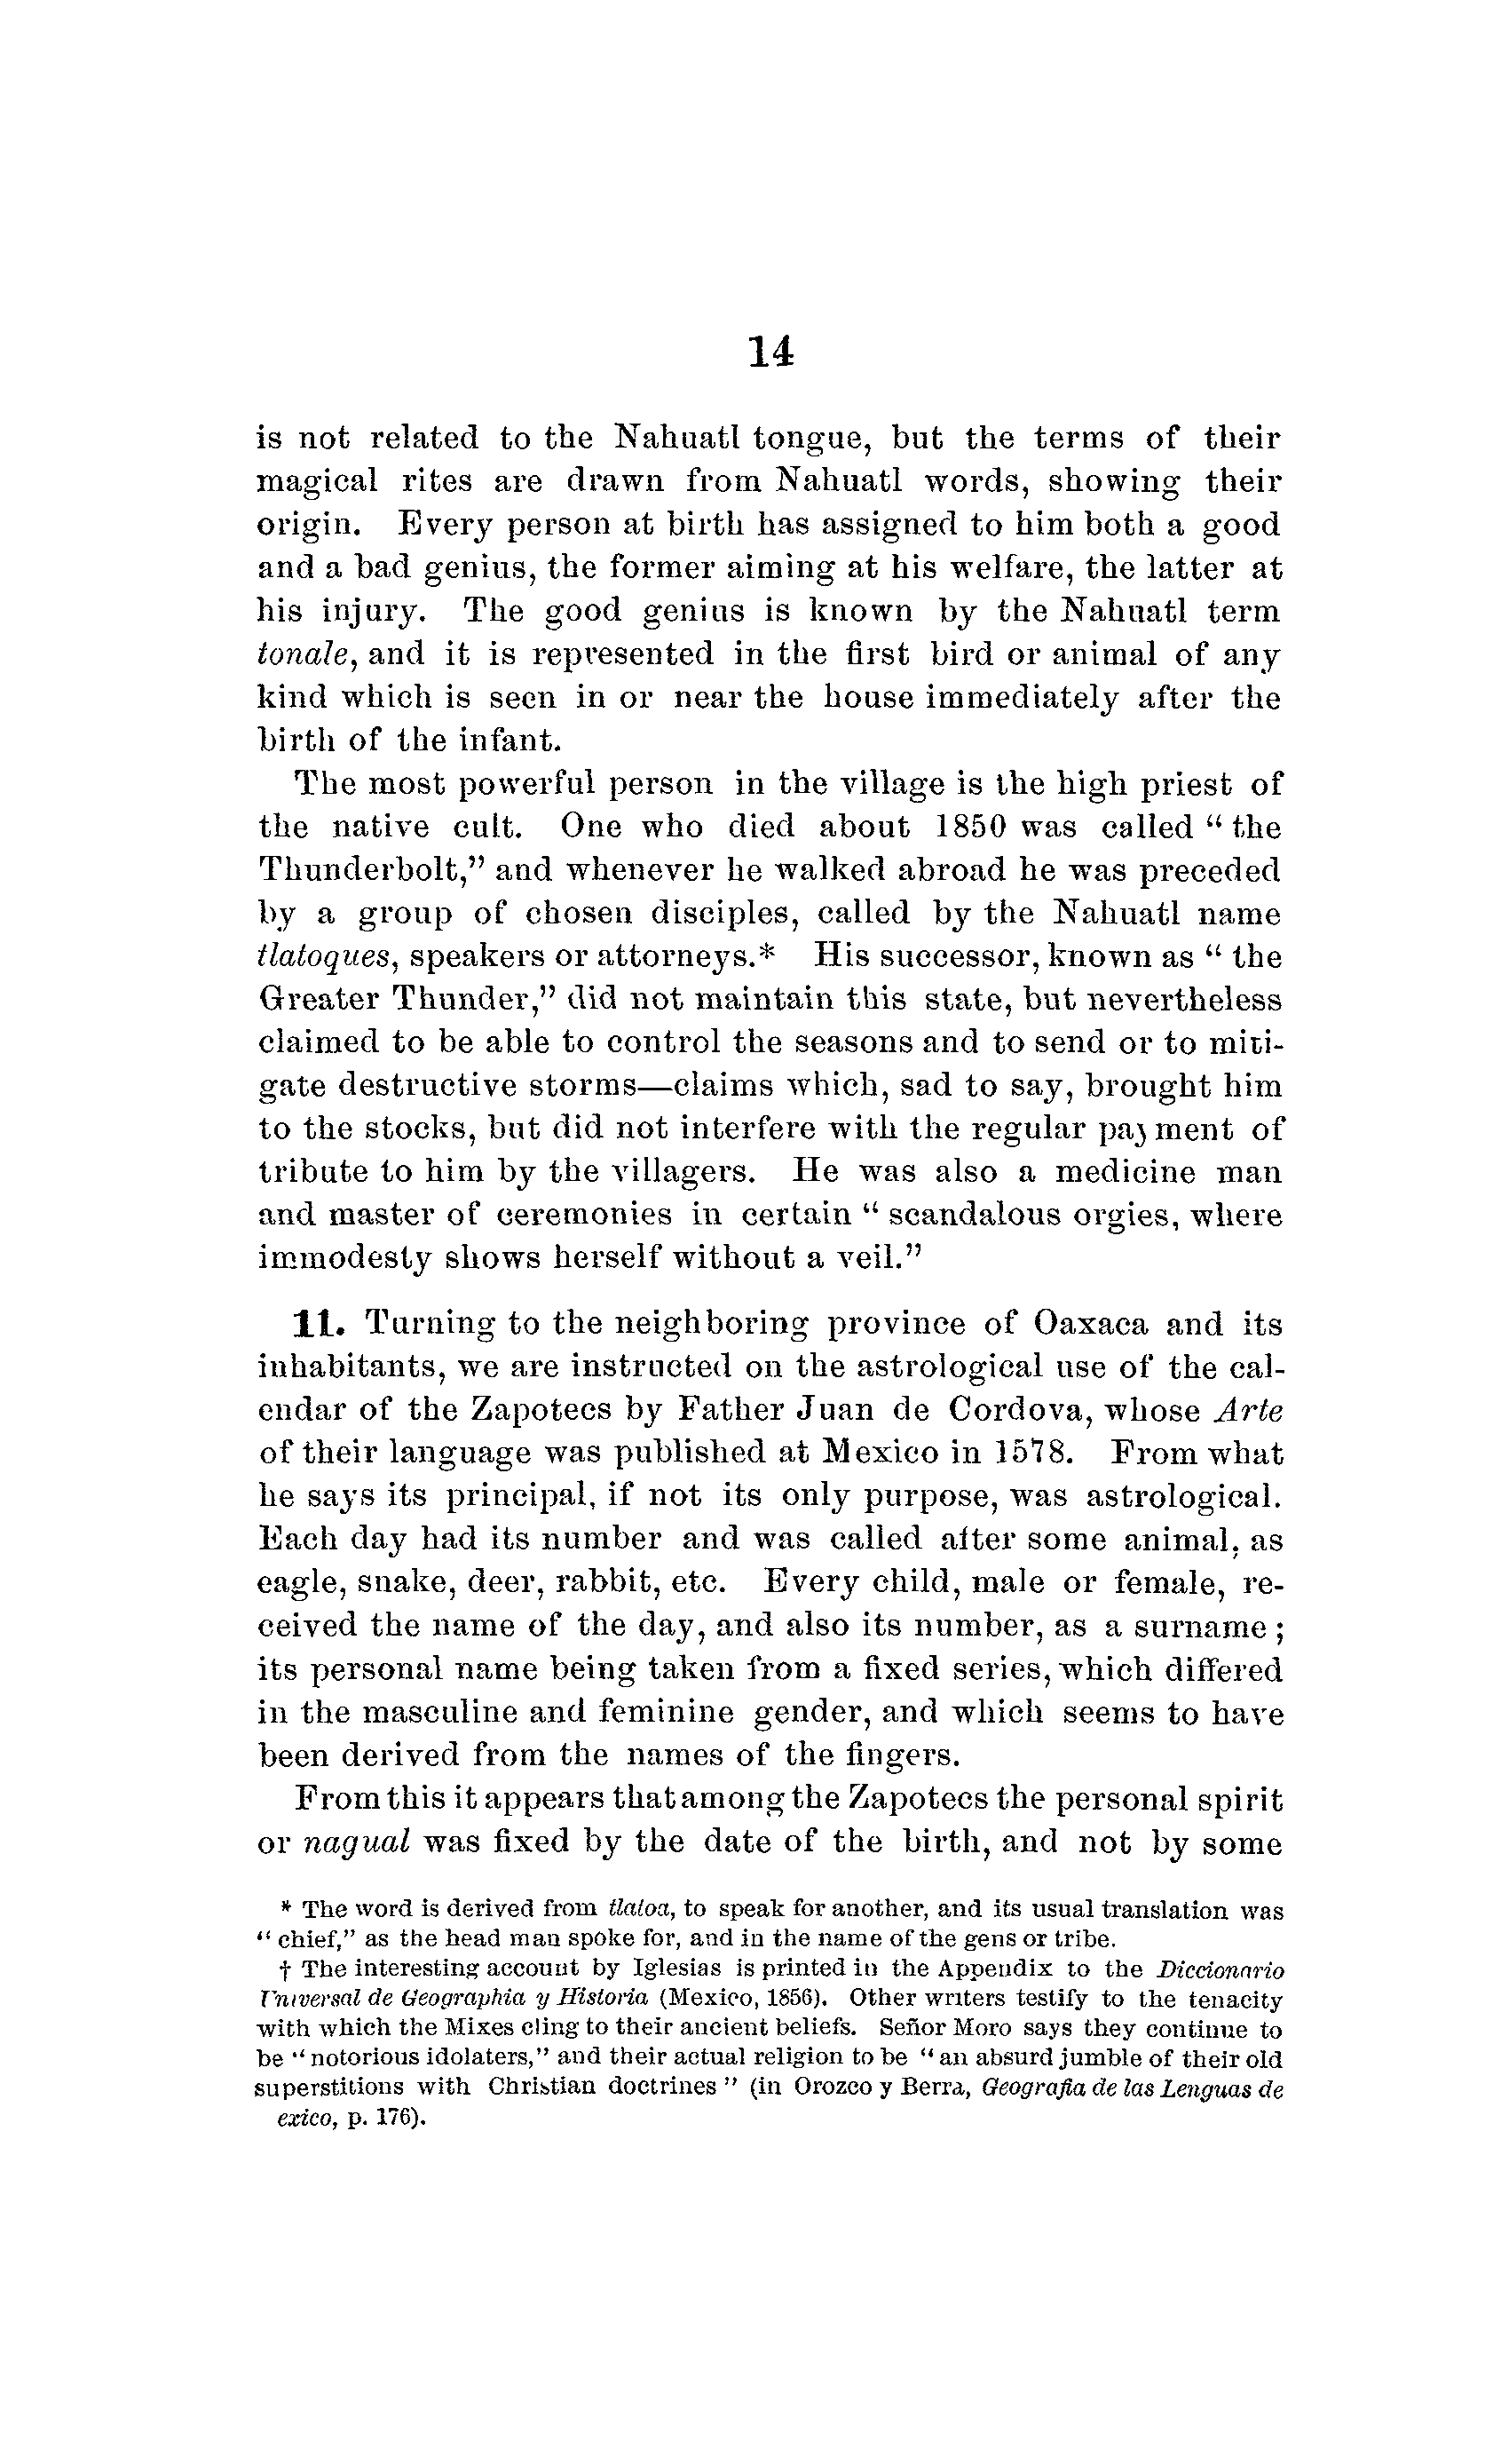 14
is not related to the Nahuatl tongue, but the terms of their
magical rites are drawn from Nahuatl words, showing their
origin. Every person at birth has assigned to him both a good
and a bad genius, the former aiming at his welfare, the latter at
his injury. The good genius is known by the Nahuatl term
tonale, and it is represented in the first bird or animal of any
kind which is seen in or near the house immediately after the
birth of the infant.
The most powerful person in the village is the high priest of
the native cult. One who died about 1850 was called “the
Thunderbolt,” and whenever he walked abroad he was preceded
by a group of chosen disciples, called by the Nahuatl name
tlatoques, speakers or attorneys.* His successor, known as “the
Greater Thunder,” did not maintain this state, but nevertheless
claimed to be able to control the seasons and to send or to miti-
gate destructive storms—claims which, sad to say, brought him
to the stocks, but did not interfere with the regular payment of
tribute to him by the villagers. He was also a medicine man
and master of ceremonies in certain “scandalous orgies, where
immodesty shows herself without a veil.”
11. Turning to the neighboring province of Oaxaca and its
inhabitants, we are instructed on the astrological use of the cal-
endar of the Zapotecs by Father Juan de Cordova, whose Arte
of their language was published at Mexico in 1578. From what
he says its principal, if not its only purpose, was astrological.
Each day had its number and was called after some animal, as
eagle, snake, deer, rabbit, etc. Every child, male or female, re-
ceived the name of the day, and also its number, as a surname;
its personal name being taken from a fixed series, which differed
in the masculine and feminine gender, and which seems to have
been derived from the names of the fingers.
From this it appears that among the Zapotecs the personal spirit
or nagual was fixed by the date of the birth, and not by some
* The word is derived from tlatoa, to speak for another, and its usual translation was
“chief,” as the head man spoke for, and in the name of the gens or tribe.
† The interesting account by Iglesias is printed in the Appendix to the Diccionario
Universal de Geographia y Historia (Mexico, 1856). Other writers testify to the tenacity
with which the Mixes cling to their ancient beliefs. Señor Moro says they continue to
be “notorious idolaters,” and their actual religion to be “an absurd jumble of their old
superstitions with Christian doctrines” (in Orozco y Berra, Geografia de las Lenguas de
exico, p. 176).